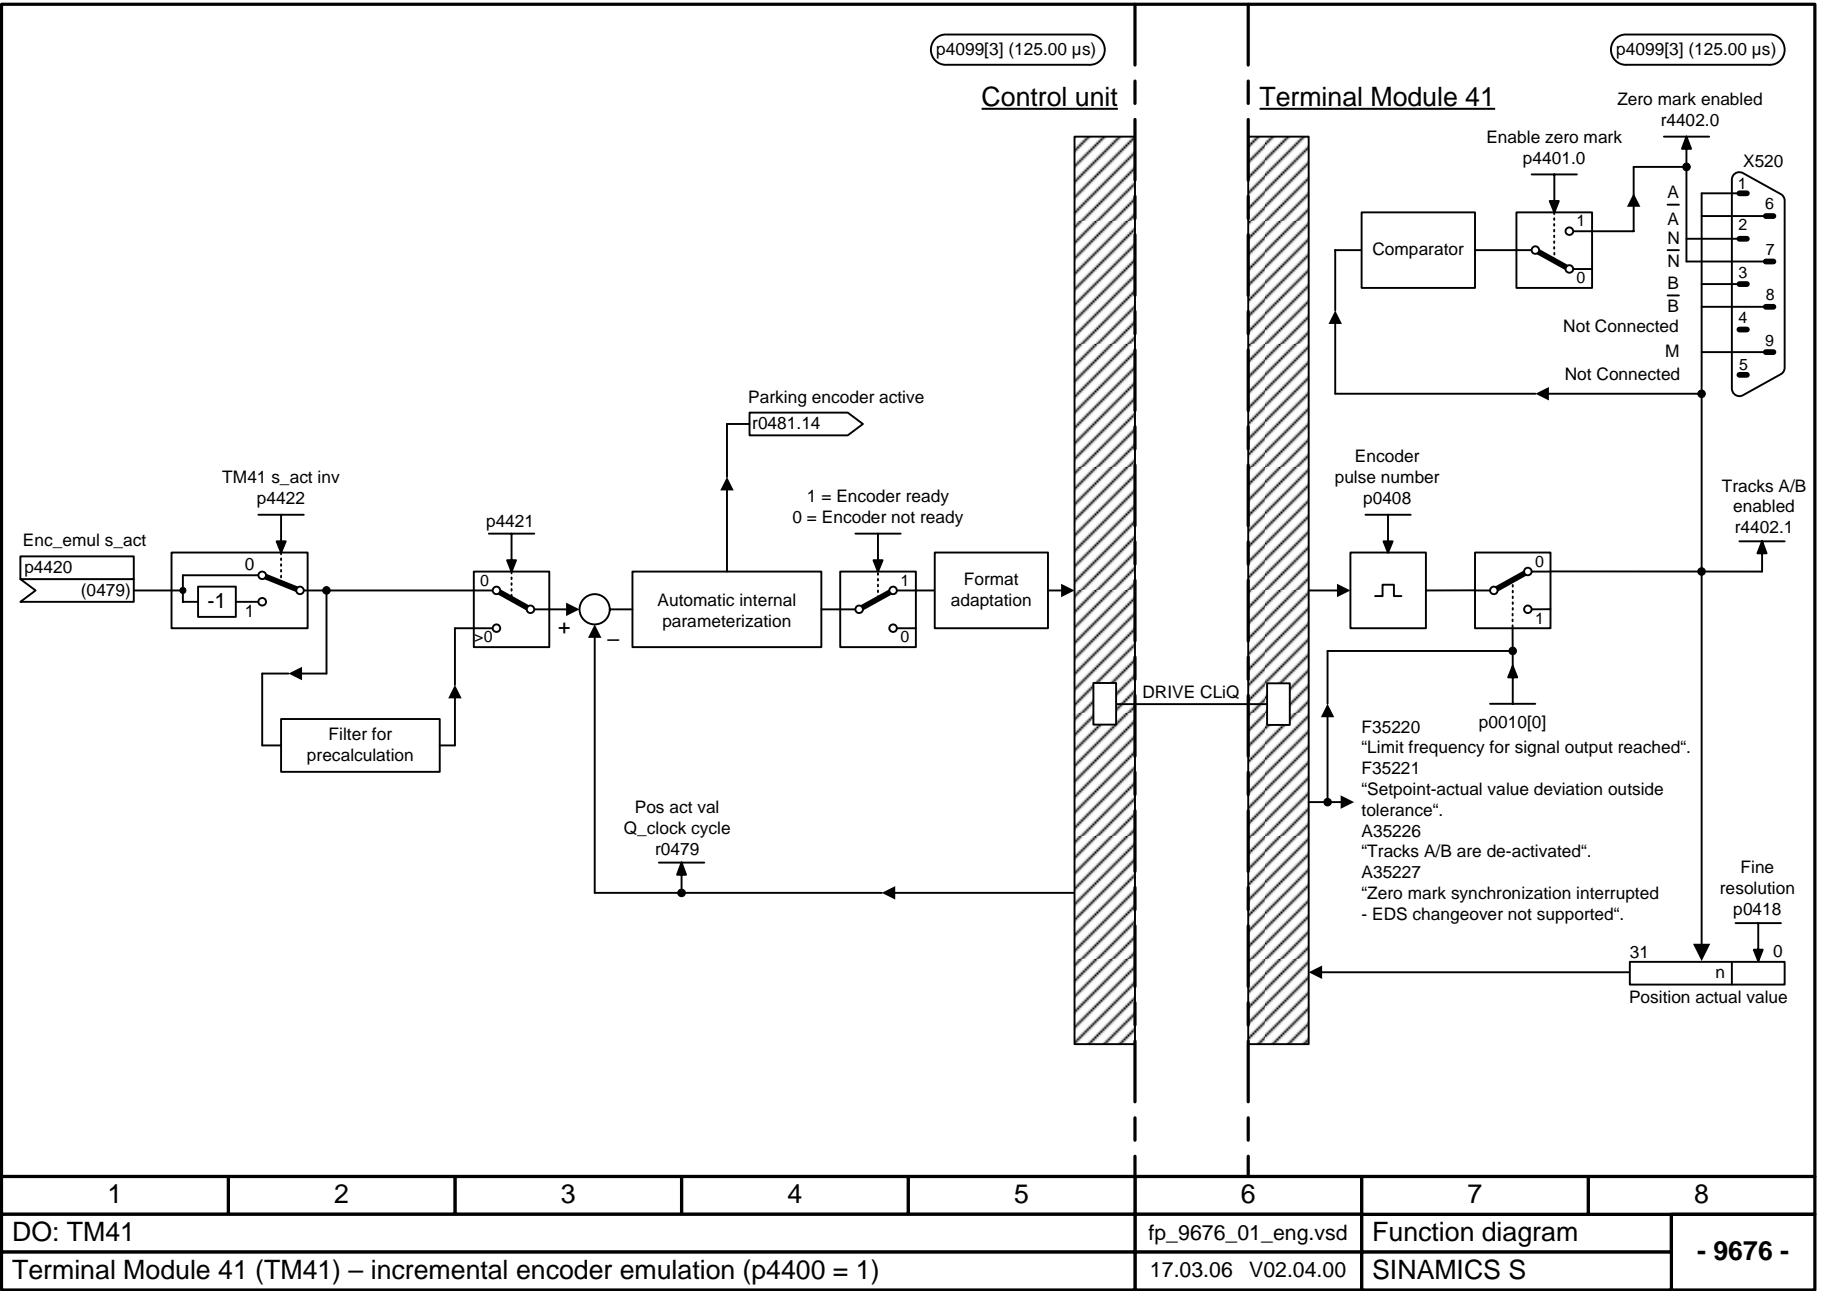 p4099[3] (125.00 µs)
p4099[3] (125.00 µs)
Control unit
Terminal Module 41
Zero mark enabled
r4402.0
Enable zero mark
p4401.0
X520
A
A
N
N
B
B
Not Connected
M
Not Connected
1
6
2
7
3
8
4
9
5
Comparator
1
0
Parking encoder active
r0481.14
TM41 s_act inv
p4422
Enc_emul s_act
p4420
(0479)
0
-1
1
p4421
0
>0
+
–
Automatic internal
parameterization
1 = Encoder ready
0 = Encoder not ready
1
0
Format
adaptation
Filter for
precalculation
Pos act val
Q_clock cycle
r0479
DRIVE CLiQ
Encoder
pulse number
p0408
0
1
p0010[0]
Tracks A/B
enabled
r4402.1
F35220
“Limit frequency for signal output reached“.
F35221
“Setpoint-actual value deviation outside
tolerance“.
A35226
“Tracks A/B are de-activated“.
A35227
“Zero mark synchronization interrupted
- EDS changeover not supported“.
Fine
resolution
p0418
31
0
n
Position actual value
1 2 3 4 5 6 7 8
DO: TM41
fp_9676_01_eng.vsd
Function diagram
- 9676 -
Terminal Module 41 (TM41) – incremental encoder emulation (p4400 = 1)
17.03.06 V02.04.00
SINAMICS S